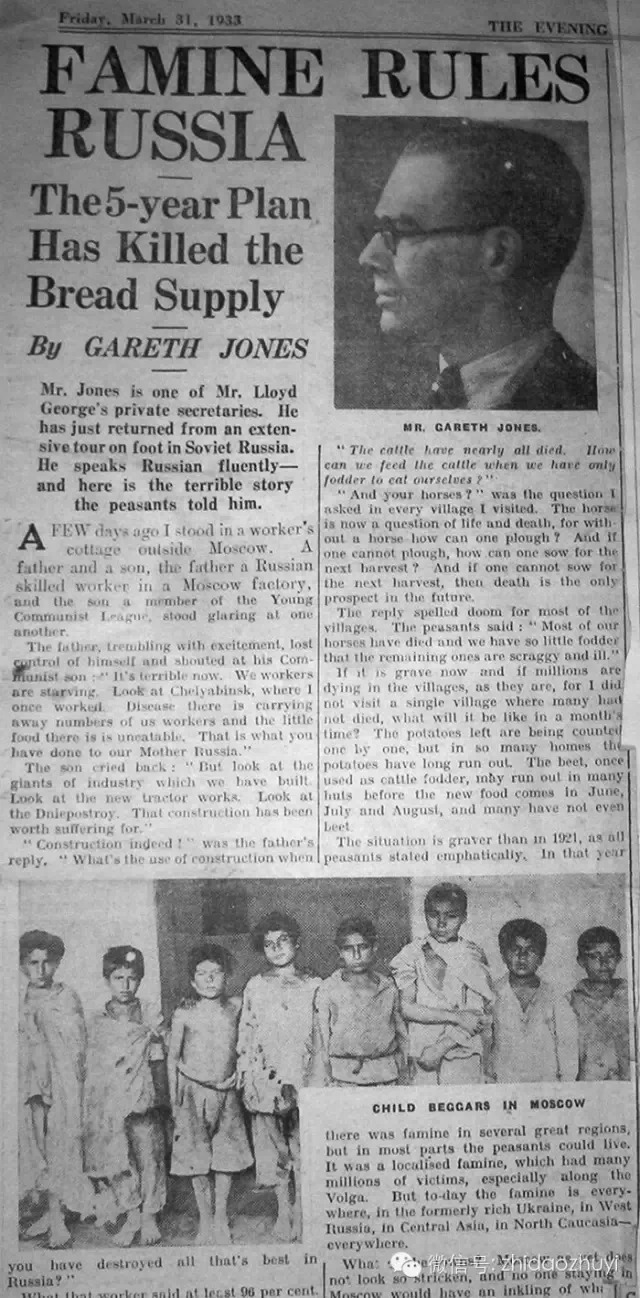 Friday, March 31, 1933
THE EVENING
FAMINE RULES
RUSSIA
The 5-year Plan
Has Killed the
Bread Supply
By GARETH JONES
Mr. Jones is one of Mr. Lloyd
George's private secretaries. He
has just returned from an exten-
sive tour on foot in Soviet Russia.
He speaks Russian fluently—
and here is the terrible story
the peasants told him.
A FEW days ago I stood in a worker's
cottage outside Moscow. A
father and a son, the father a Russian
skilled worker in a Moscow factory,
and the son a member of the Young
Communist League, stood glaring at one
another.
The father, trembling with excitement, lost
control of himself and shouted at his Com-
munist son: "It's terrible now. We workers
are starving. Look at Chelyabinsk, where I
once worked. Disease there is carrying
away numbers of us workers and the little
food there is is uneatable. That is what you
have done to our Mother Russia."
The son cried back: "But look at the
giants of industry which we have built.
Look at the new tractor works. Look at
the Dniepostroy. That construction has been
worth suffering for."
"Construction indeed!" was the father's
reply. "What's the use of construction when
you have destroyed all that's best in
Russia?"
What that worker said at least 96 per cent.
MR. GARETH JONES.
"The cattle have nearly all died. How
can we feed the cattle when we have only
fodder to eat ourselves?"
"And your horses?" was the question I
asked in every village I visited. The horse
is now a question of life and death, for with-
out a horse how can one plough? And if
one cannot plough, how can one sow for the
next harvest? And if one cannot sow for
the next harvest, then death is the only
prospect in the future.
The reply spelled doom for most of the
villages. The peasants said: "Most of our
horses have died and we have so little fodder
that the remaining ones are scraggy and ill."
If it is grave now and if millions are
dying in the villages, as they are, for I did
not visit a single village where many had
not died, what will it be like in a month's
time? The potatoes left are being counted
one by one, but in so many homes the
potatoes have long run out. The beet, once
used as cattle fodder, may run out in many
huts before the new food comes in June,
July and August, and many have not even
beet.
The situation is graver than in 1921, as all
peasants stated emphatically. In that year
CHILD BEGGARS IN MOSCOW
there was famine in several great regions,
but in most parts the peasants could live.
It was a localised famine, which had many
millions of victims, especially along the
Volga. But to-day the famine is every-
where, in the formerly rich Ukraine, in West
Russia, in Central Asia, in North Caucasia—
everywhere.
What Moscow as yet does
not look so stricken, and no one staying in
Moscow would have an inkling of
微信号: zhidaozhuyi